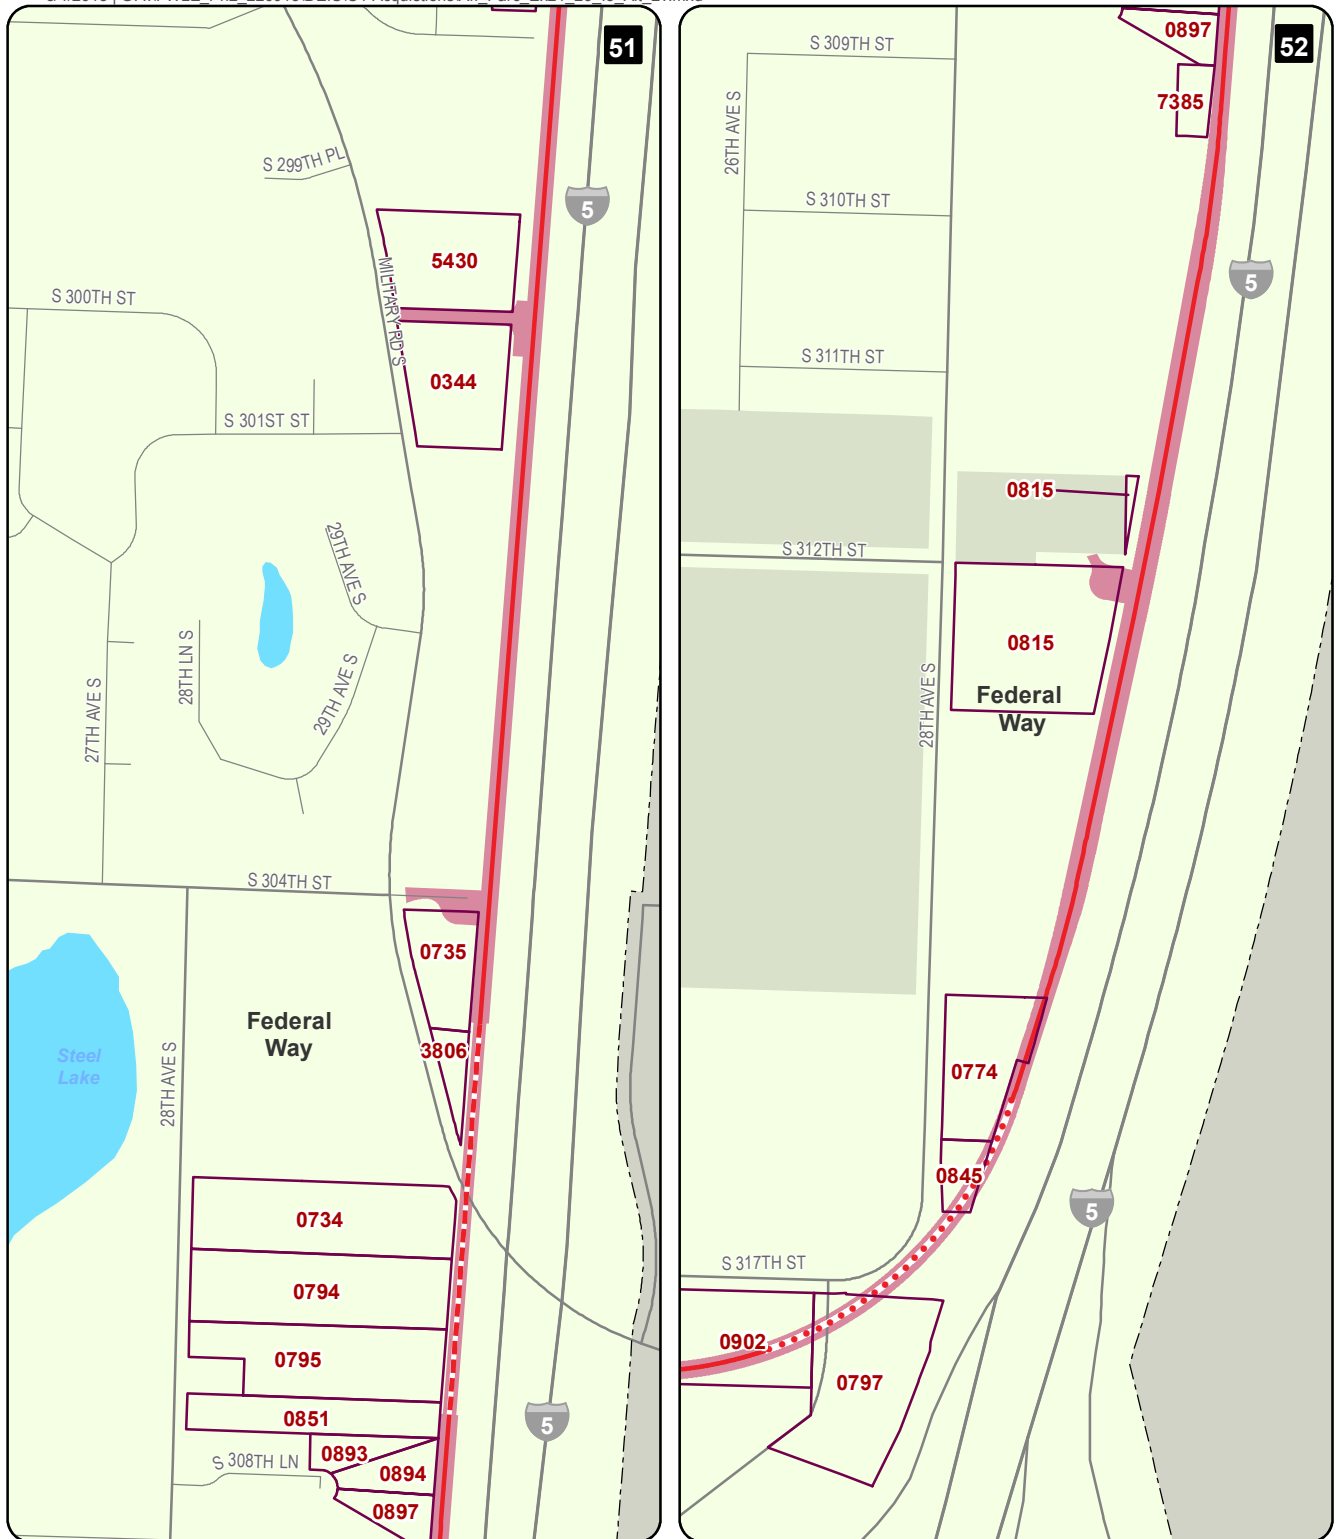 51
S 299TH PL
5
5430
MILITARY RD S
S 300TH ST
0344
S 301ST ST
29TH AVE S
28TH LN S
29TH AVE S
27TH AVE S
S 304TH ST
0735
Federal
Way
3806
Steel
Lake
28TH AVE S
0734
0794
0795
0851
5
0893
S 308TH LN
0894
0897
52
0897
S 309TH ST
7385
26TH AVE S
S 310TH ST
5
S 311TH ST
0815
S 312TH ST
0815
Federal
Way
28TH AVE S
0774
0845
5
S 317TH ST
0902
0797